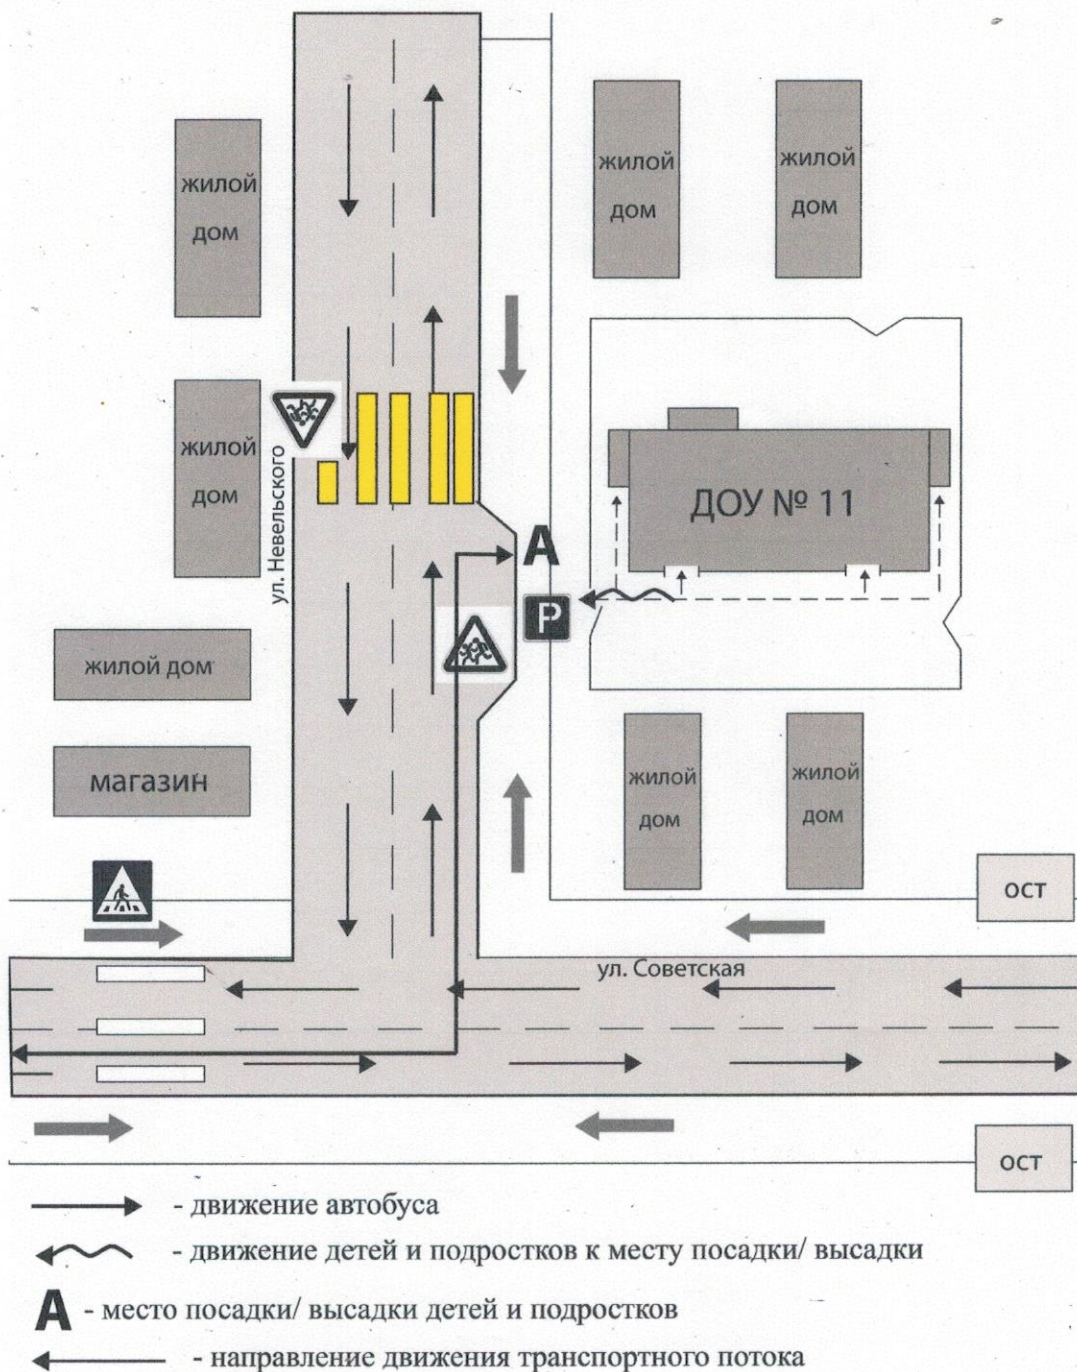 жилой
дом
жилой
дом
жилой
дом
жилой
дом
ул. Невельского
ДОУ № 11
А
Р
жилой дом
магазин
жилой
дом
жилой
дом
ост
ул. Советская
ост
- движение автобуса
- движение детей и подростков к месту посадки/ высадки
А - место посадки/ высадки детей и подростков
- направление движения транспортного потока